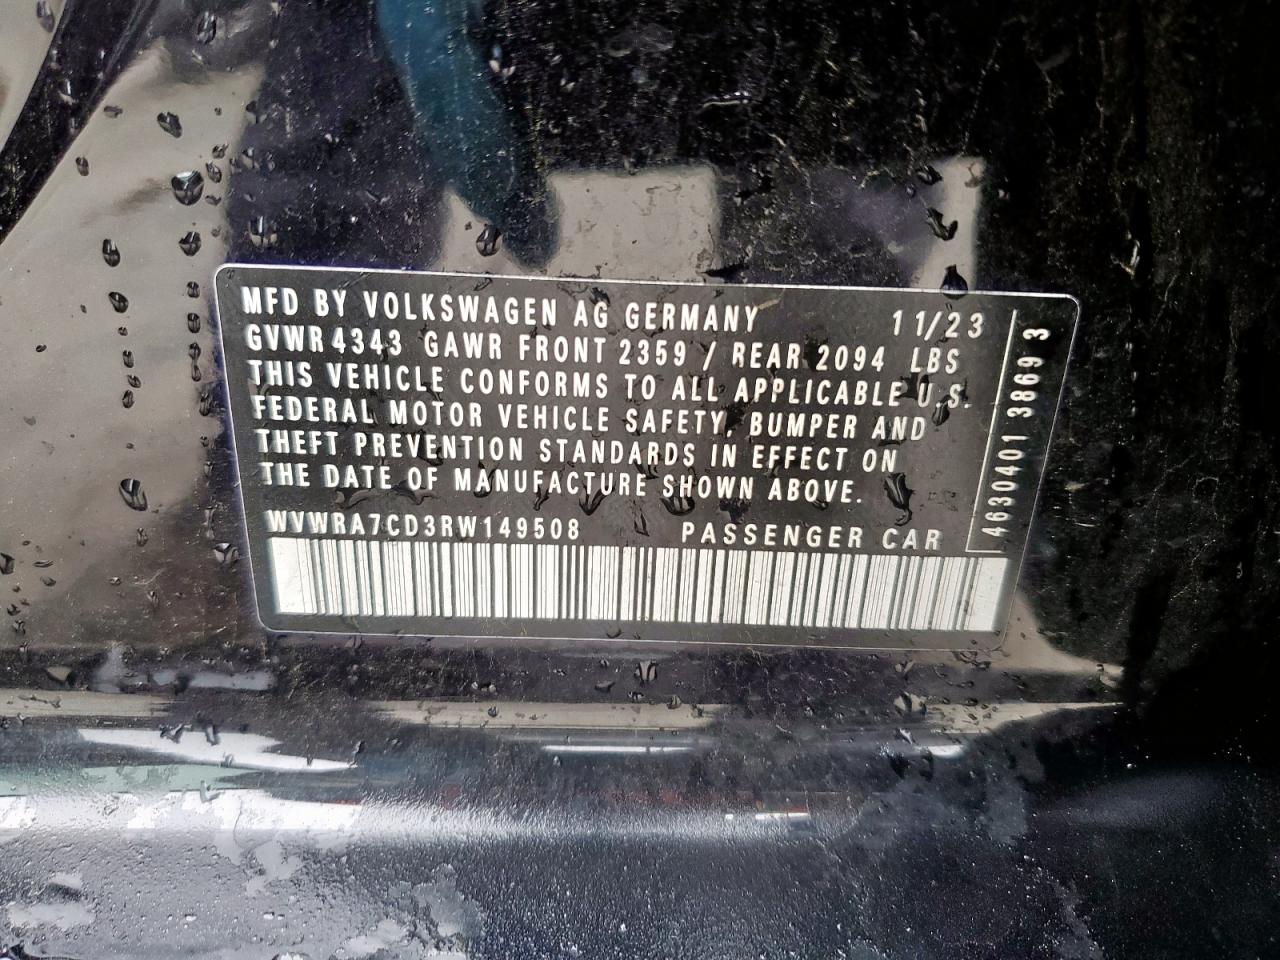 MFD BY VOLKSWAGEN AG GERMANY 11/23
GVWR 4343 GAWR FRONT 2359 / REAR 2094 LBS
THIS VEHICLE CONFORMS TO ALL APPLICABLE U.S.
FEDERAL MOTOR VEHICLE SAFETY, BUMPER AND
THEFT PREVENTION STANDARDS IN EFFECT ON
THE DATE OF MANUFACTURE SHOWN ABOVE.
WVWRA7CD3RW149508 PASSENGER CAR
4630401 3869 3